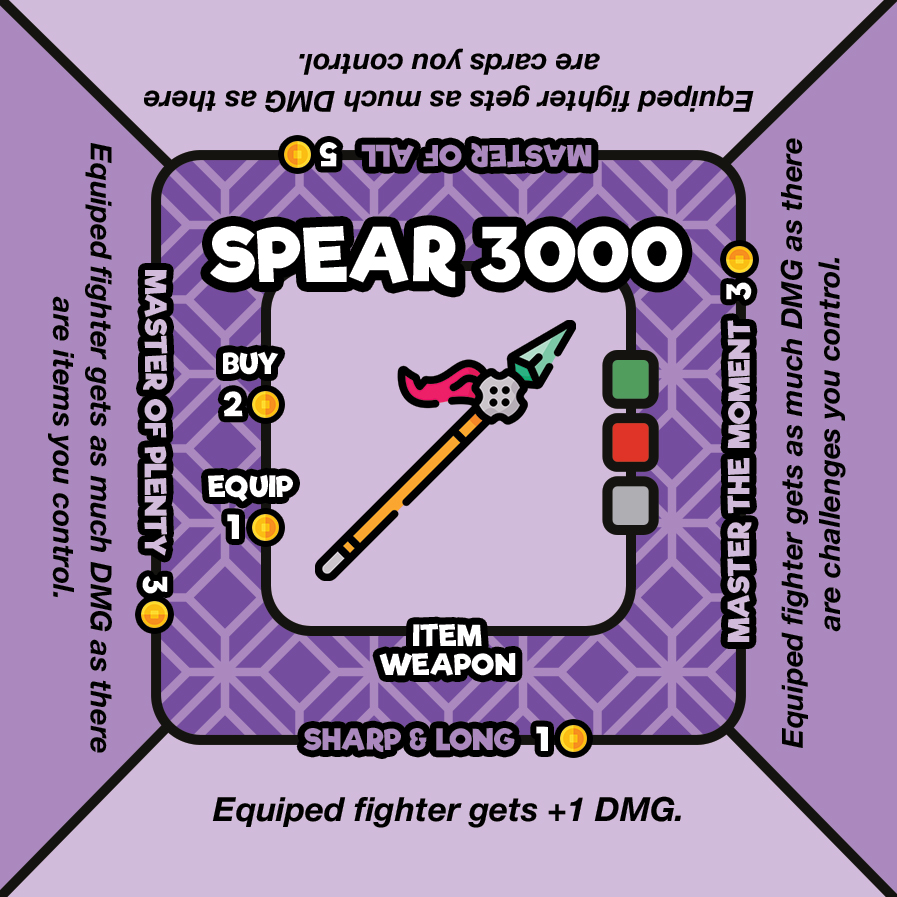 Equiped fighter gets as much DMG as there
are cards you control.
MASTER OF ALL 5
SPEAR 3000
BUY
2
EQUIP
1
ITEM
WEAPON
SHARP & LONG 1
Equiped fighter gets +1 DMG.
MASTER OF PLENTY 3
Equiped fighter gets as much DMG as there
are items you control.
MASTER THE MOMENT 3
Equiped fighter gets as much DMG as there
are challenges you control.